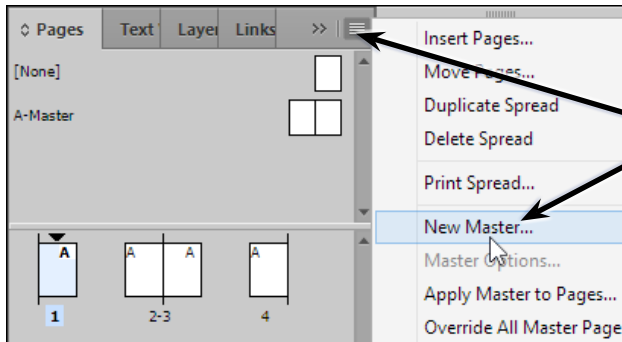 Pages Text Layer Links >>
[None]
A-Master
A A A A
1 2-3 4
Insert Pages...
Move Pages...
Duplicate Spread
Delete Spread
Print Spread...
New Master...
Master Options...
Apply Master to Pages...
Override All Master Page